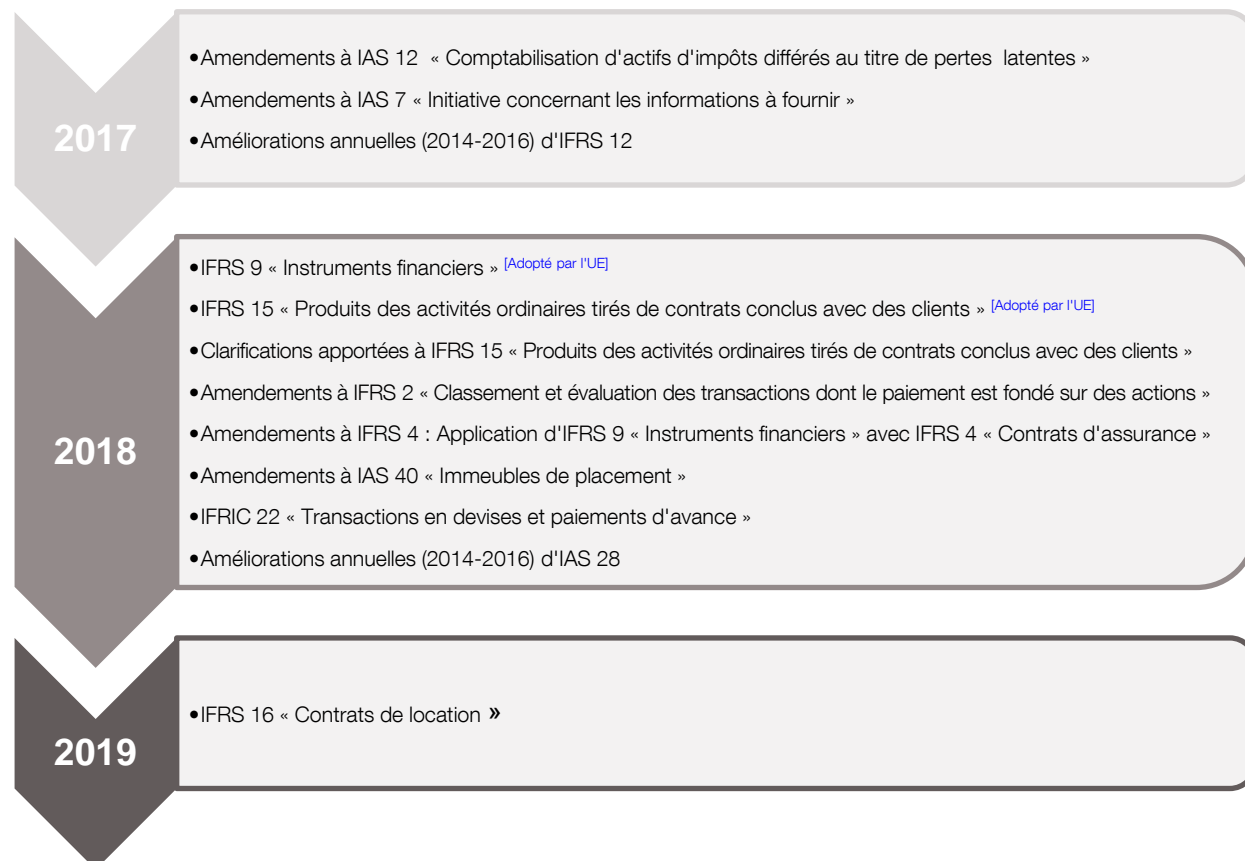 2017
•Amendements à IAS 12 « Comptabilisation d'actifs d'impôts différés au titre de pertes latentes »
•Amendements à IAS 7 « Initiative concernant les informations à fournir »
•Améliorations annuelles (2014-2016) d'IFRS 12
2018
•IFRS 9 « Instruments financiers » [Adopté par l'UE]
•IFRS 15 « Produits des activités ordinaires tirés de contrats conclus avec des clients » [Adopté par l'UE]
•Clarifications apportées à IFRS 15 « Produits des activités ordinaires tirés de contrats conclus avec des clients »
•Amendements à IFRS 2 « Classement et évaluation des transactions dont le paiement est fondé sur des actions »
•Amendements à IFRS 4 : Application d'IFRS 9 « Instruments financiers » avec IFRS 4 « Contrats d'assurance »
•Amendements à IAS 40 « Immeubles de placement »
•IFRIC 22 « Transactions en devises et paiements d'avance »
•Améliorations annuelles (2014-2016) d'IAS 28
2019
•IFRS 16 « Contrats de location »